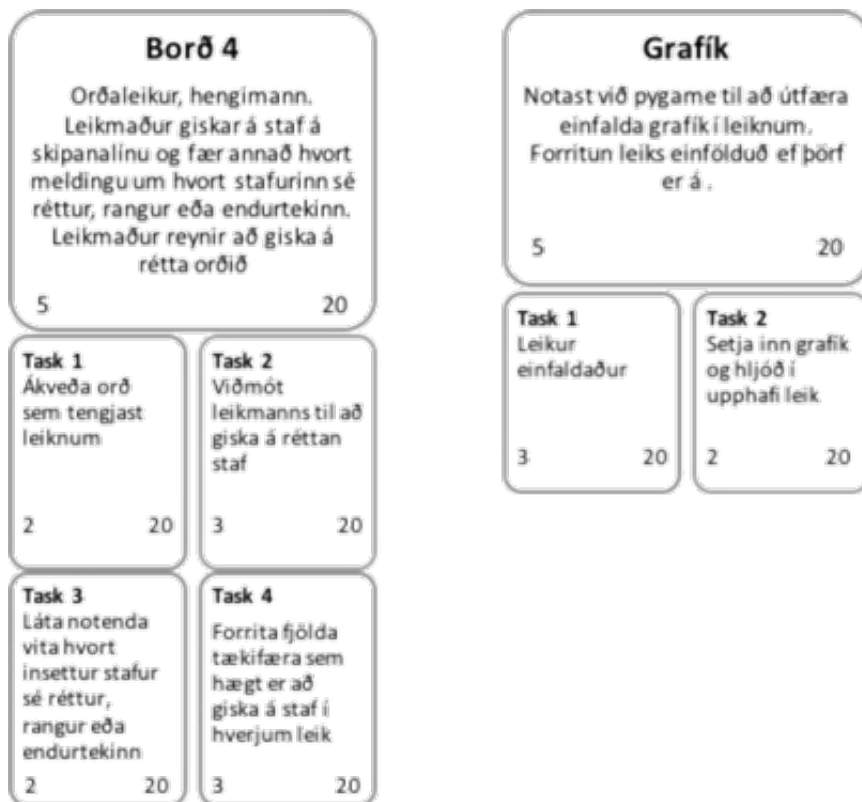 Borð 4
Orðaleikur, hengimann.
Leikmaður giskar á staf á
skipanalínu og fær annað hvort
meldingu um hvort stafurinn sé
réttur, rangur eða endurtekinn.
Leikmaður reynir að giska á
rétta orðið
5 20
Task 1
Ákveða orð
sem tengjast
leiknum
2 20
Task 2
Viðmót
leikmanns til að
giska á réttan
staf
3 20
Task 3
Láta notenda
vita hvort
insettur stafur
sé réttur,
rangur eða
endurtekinn
2 20
Task 4
Forrita fjölda
tækifæra sem
hægt er að
giska á staf í
hverjum leik
3 20
Grafík
Notast við pygame til að útfæra
einfalda grafík í leiknum.
Forritun leiks einfölduð ef þörf
er á .
5 20
Task 1
Leikur
einfaldaður
3 20
Task 2
Setja inn grafík
og hljóð í
upphafi leik
2 20